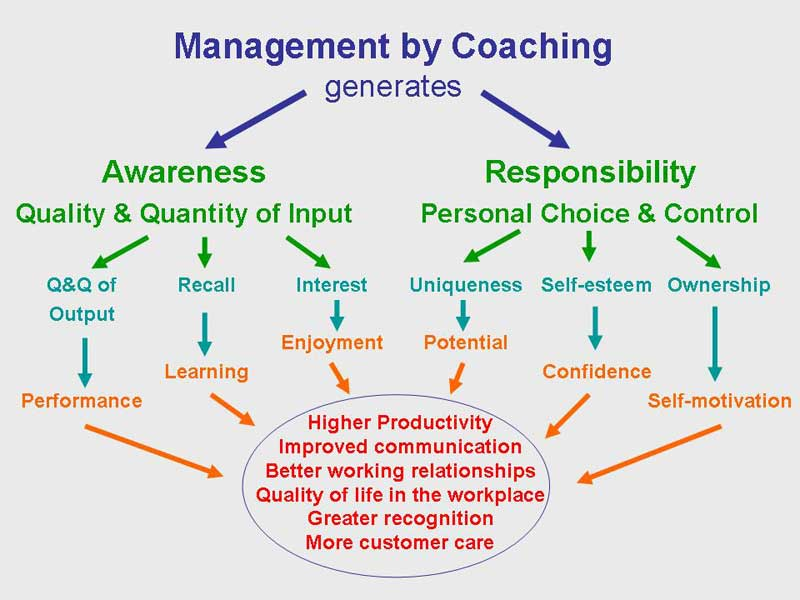 Management by Coaching
generates
Awareness
Responsibility
Quality & Quantity of Input
Personal Choice & Control
Q&Q of
Output
Recall
Interest
Uniqueness
Self-esteem
Ownership
Enjoyment
Potential
Learning
Confidence
Performance
Self-motivation
Higher Productivity
Improved communication
Better working relationships
Quality of life in the workplace
Greater recognition
More customer care